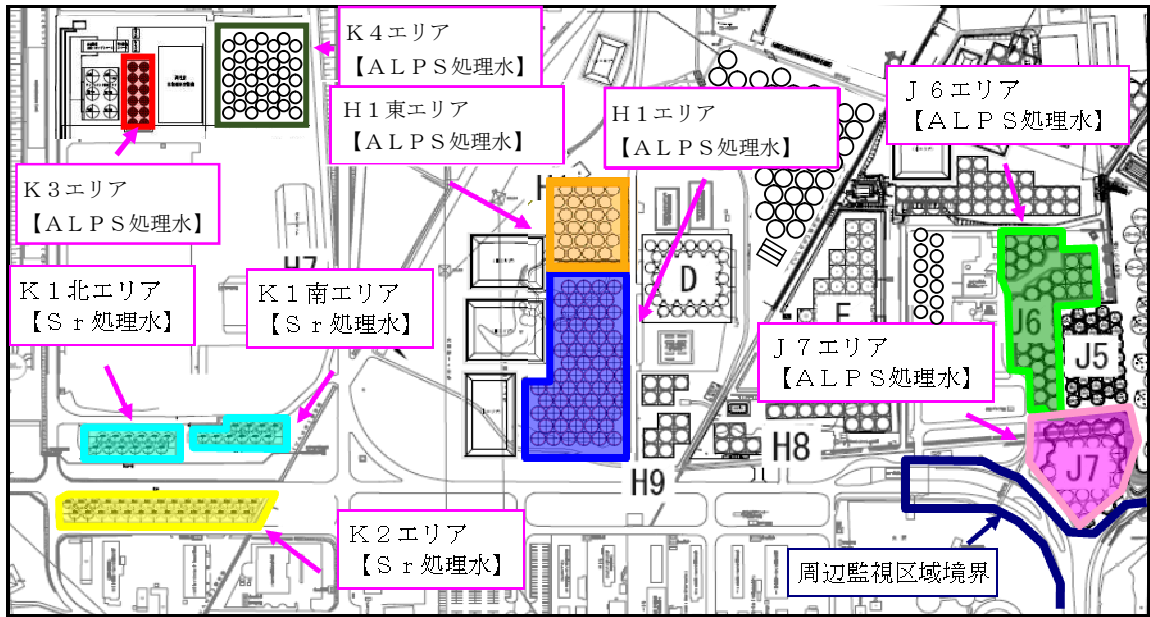 K4エリア
【ALPS処理水】
H1東エリア
【ALPS処理水】
H1エリア
【ALPS処理水】
J6エリア
【ALPS処理水】
K3エリア
【ALPS処理水】
K1北エリア
【Sr処理水】
K1南エリア
【Sr処理水】
D
J6
J5
J7エリア
【ALPS処理水】
J7
H8
H9
K2エリア
【Sr処理水】
周辺監視区域境界